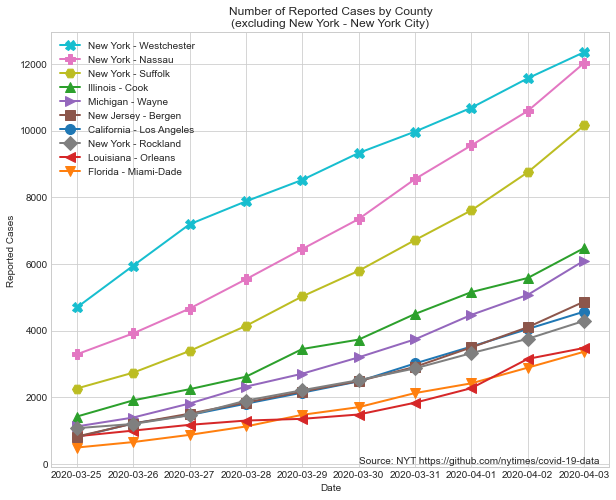 Number of Reported Cases by County
(excluding New York - New York City)
New York - Westchester
New York - Nassau
New York - Suffolk
Illinois - Cook
Michigan - Wayne
New Jersey - Bergen
California - Los Angeles
New York - Rockland
Louisiana - Orleans
Florida - Miami-Dade
12000
10000
8000
6000
4000
2000
0
Reported Cases
Source: NYT https://github.com/nytimes/covid-19-data
2020-03-25 2020-03-26 2020-03-27 2020-03-28 2020-03-29 2020-03-30 2020-03-31 2020-04-01 2020-04-02 2020-04-03
Date